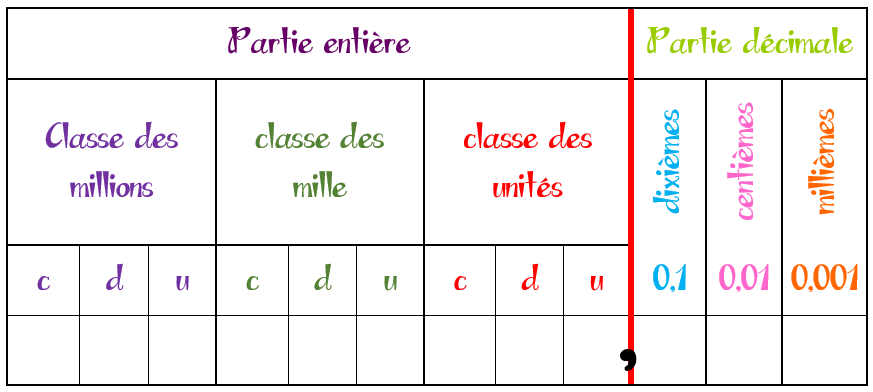 Partie entière
Partie décimale
Classe des
millions
classe des
mille
classe des
unités
dixièmes
centièmes
millièmes
c d u c d u c d u 0,1 0,01 0,001
,